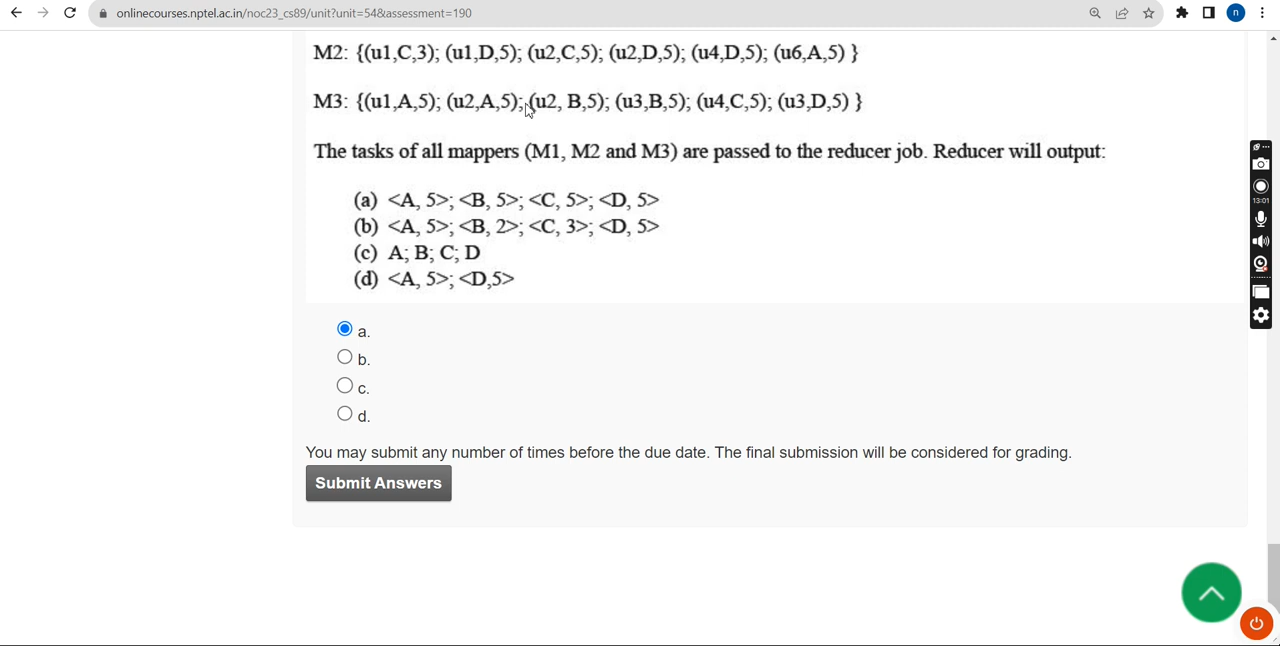 onlinecourses.nptel.ac.in/noc23_cs89/unit?unit=54&assessment=190
n
M2: {(u1,C,3); (u1,D,5); (u2,C,5); (u2,D,5); (u4,D,5); (u6,A,5) }
M3: {(u1,A,5); (u2,A,5); (u2, B,5); (u3,B,5); (u4,C,5); (u3,D,5) }
The tasks of all mappers (M1, M2 and M3) are passed to the reducer job. Reducer will output:
(a) <A, 5>; <B, 5>; <C, 5>; <D, 5>
(b) <A, 5>; <B, 2>; <C, 3>; <D, 5>
(c) A; B; C; D
(d) <A, 5>; <D,5>
a.
b.
c.
d.
You may submit any number of times before the due date. The final submission will be considered for grading.
Submit Answers
13:01